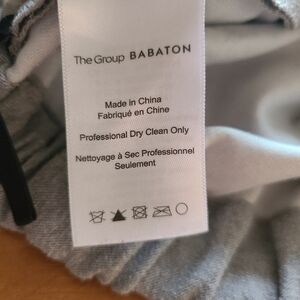 The Group BABATON
Made in China
Fabriqué en Chine
Professional Dry Clean Only
Nettoyage à Sec Professionnel
Seulement